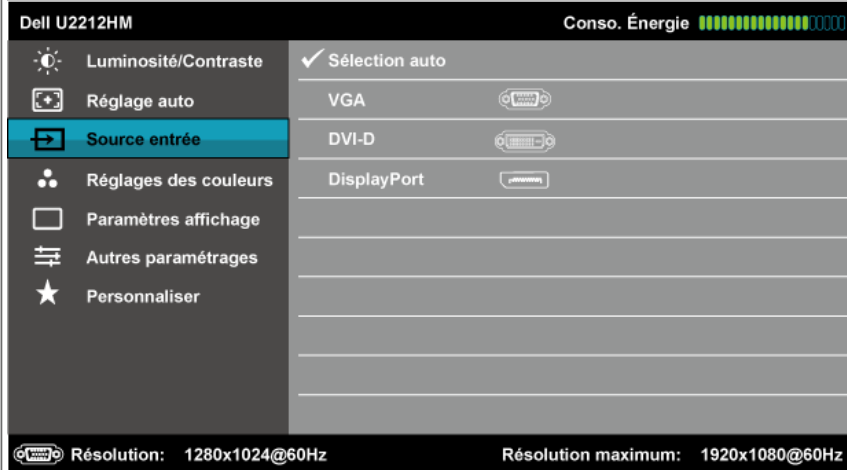 Dell U2212HM Conso. Énergie
Luminosité/Contraste Sélection auto
Réglage auto VGA
Source entrée DVI-D
Réglages des couleurs DisplayPort
Paramètres affichage
Autres paramétrages
Personnaliser
Résolution: 1280x1024@60Hz Résolution maximum: 1920x1080@60Hz